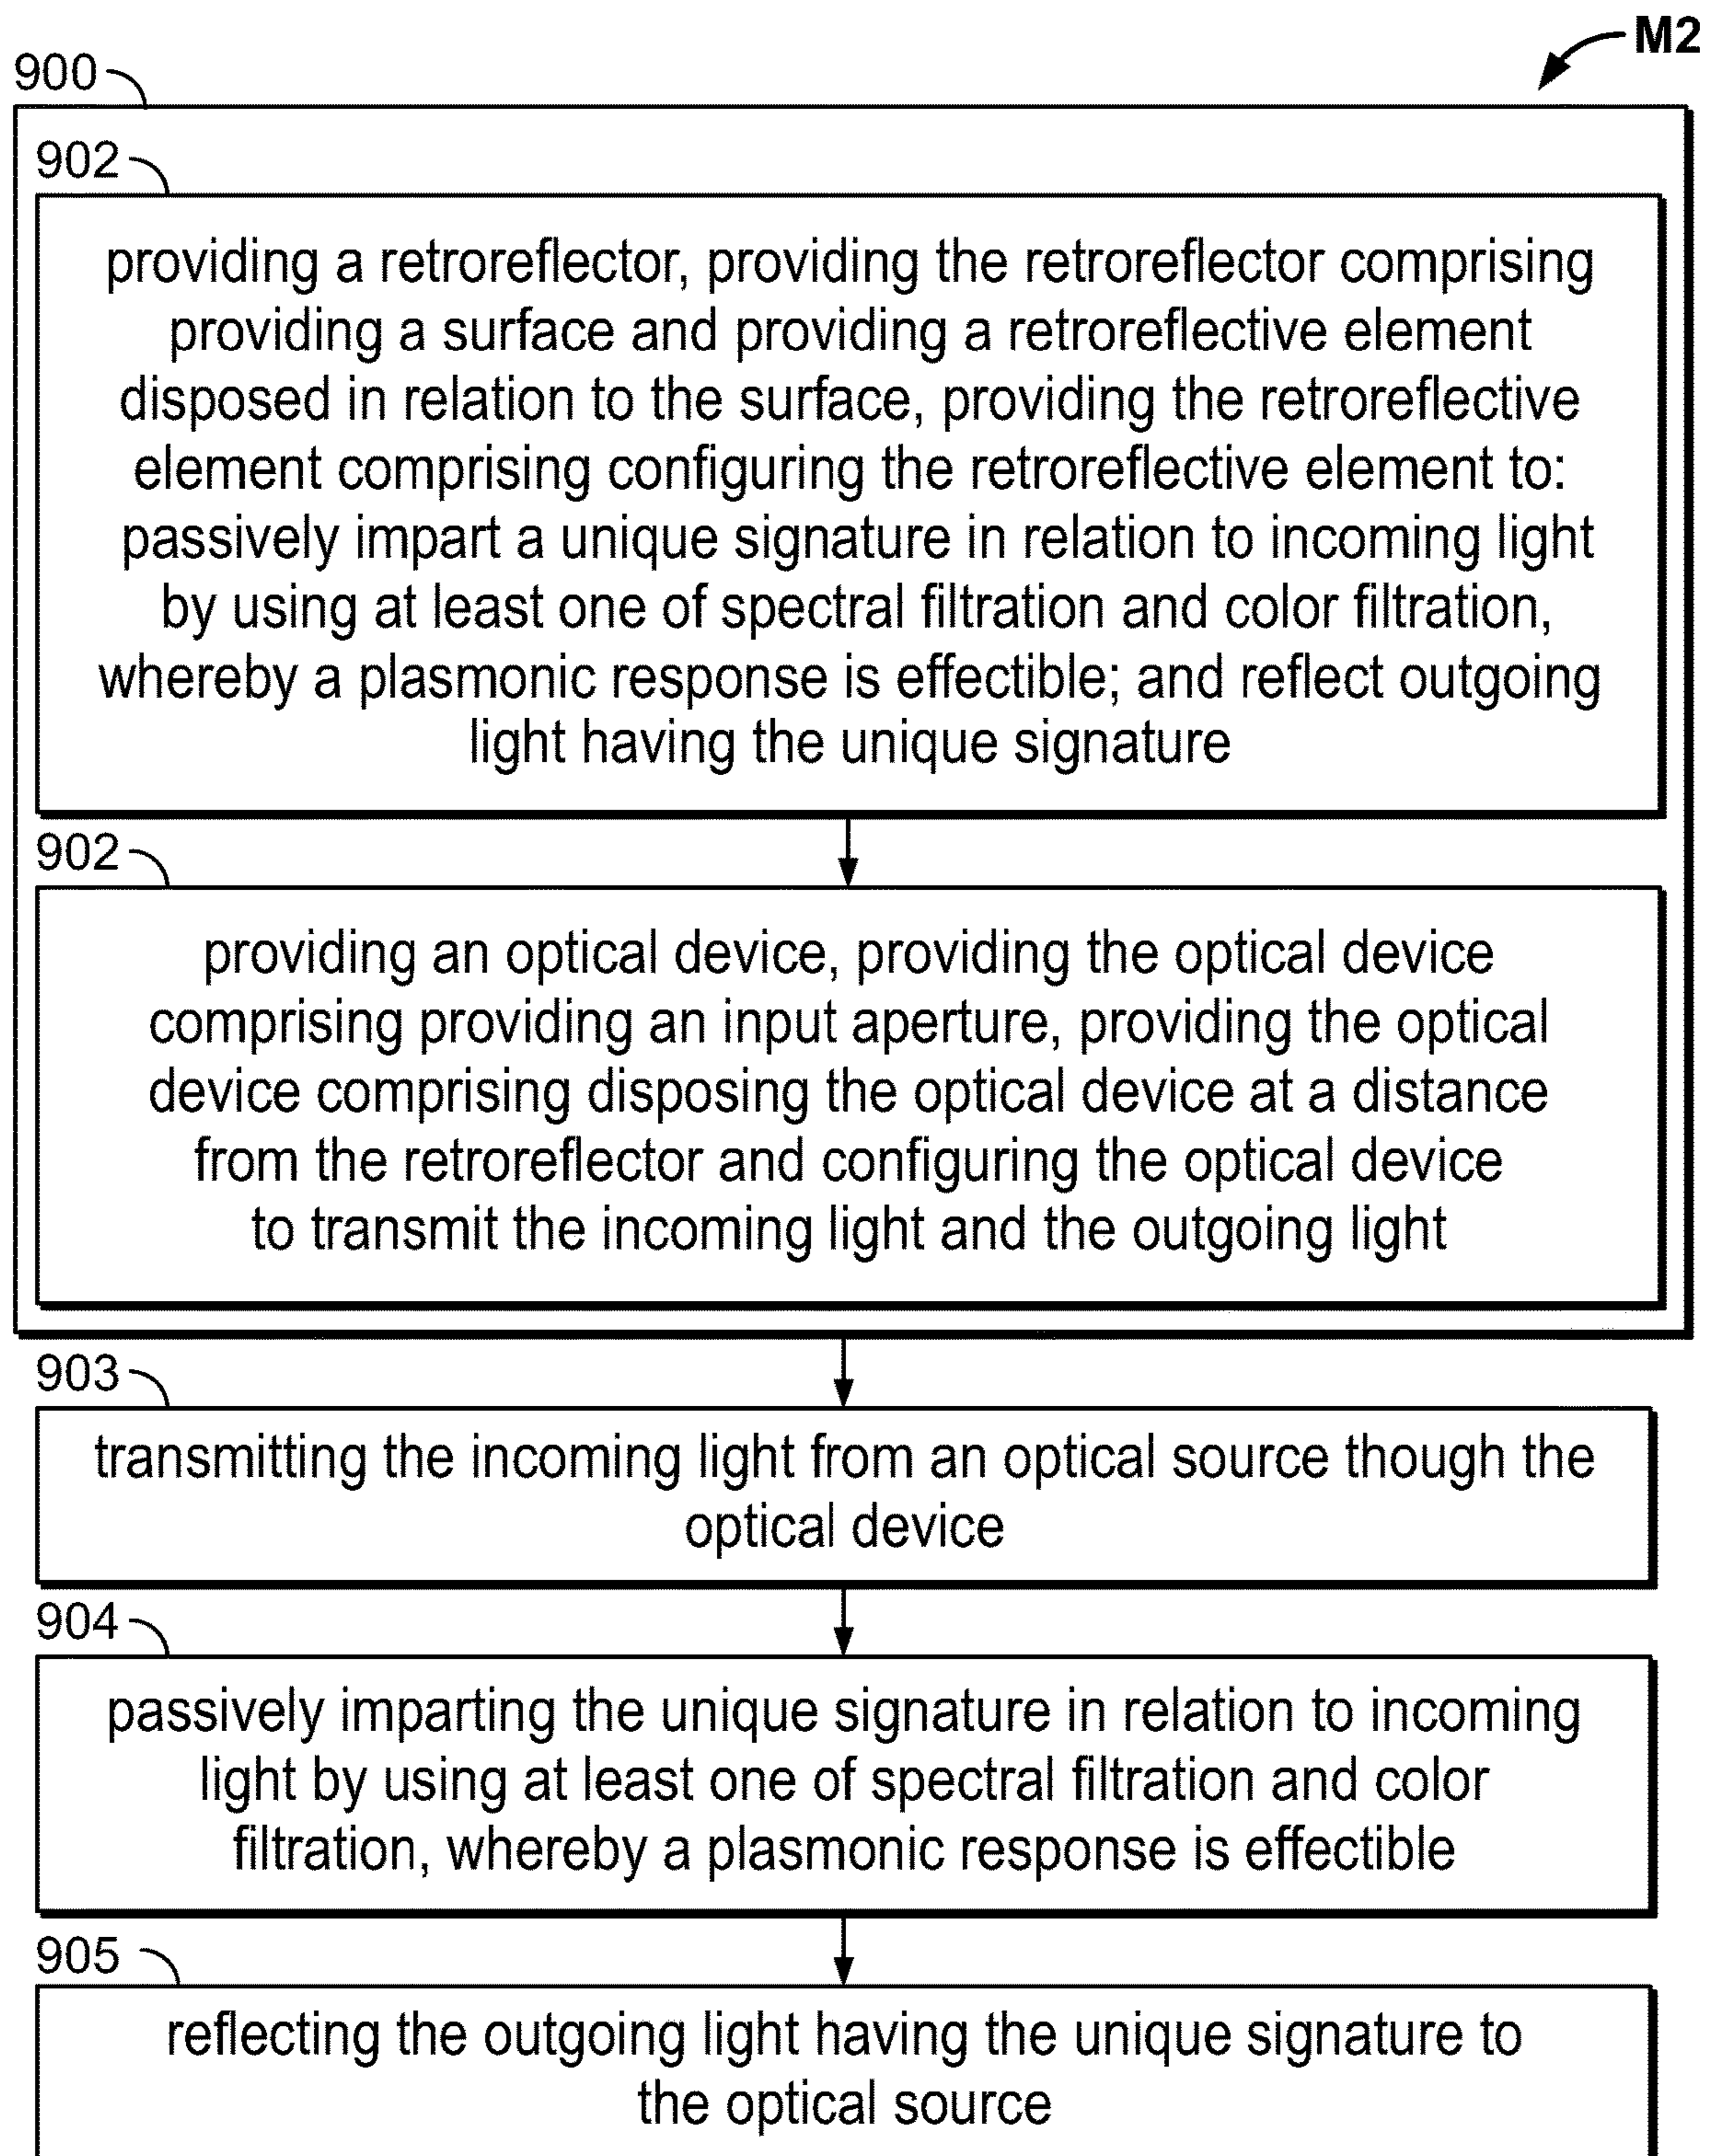 M2
900
902
providing a retroreflector, providing the retroreflector comprising
providing a surface and providing a retroreflective element
disposed in relation to the surface, providing the retroreflective
element comprising configuring the retroreflective element to:
passively impart a unique signature in relation to incoming light
by using at least one of spectral filtration and color filtration,
whereby a plasmonic response is effectible; and reflect outgoing
light having the unique signature
902
providing an optical device, providing the optical device
comprising providing an input aperture, providing the optical
device comprising disposing the optical device at a distance
from the retroreflector and configuring the optical device
to transmit the incoming light and the outgoing light
903
transmitting the incoming light from an optical source though the
optical device
904
passively imparting the unique signature in relation to incoming
light by using at least one of spectral filtration and color
filtration, whereby a plasmonic response is effectible
905
reflecting the outgoing light having the unique signature to
the optical source